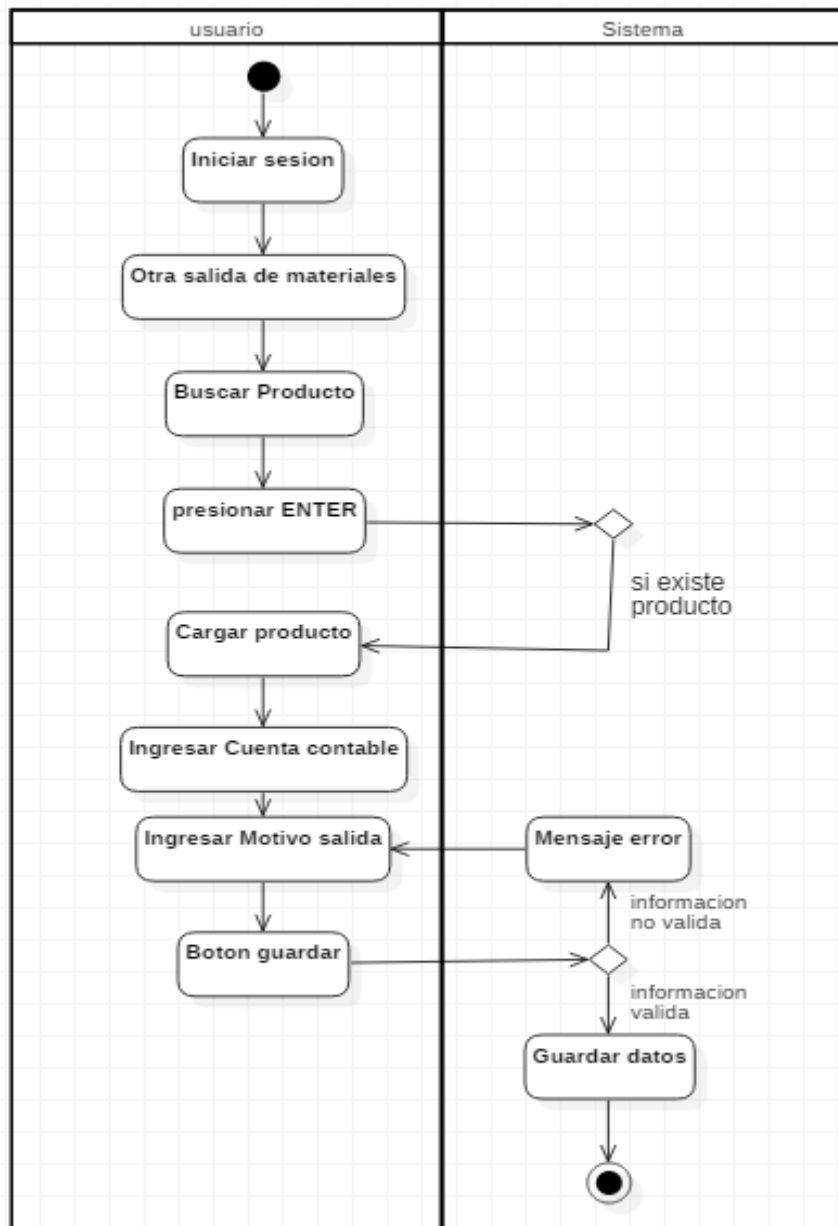 usuario
Sistema
Iniciar sesion
Otra salida de materiales
Buscar Producto
presionar ENTER
si existe
producto
Cargar producto
Ingresar Cuenta contable
Ingresar Motivo salida
Mensaje error
informacion
no valida
Boton guardar
informacion
valida
Guardar datos